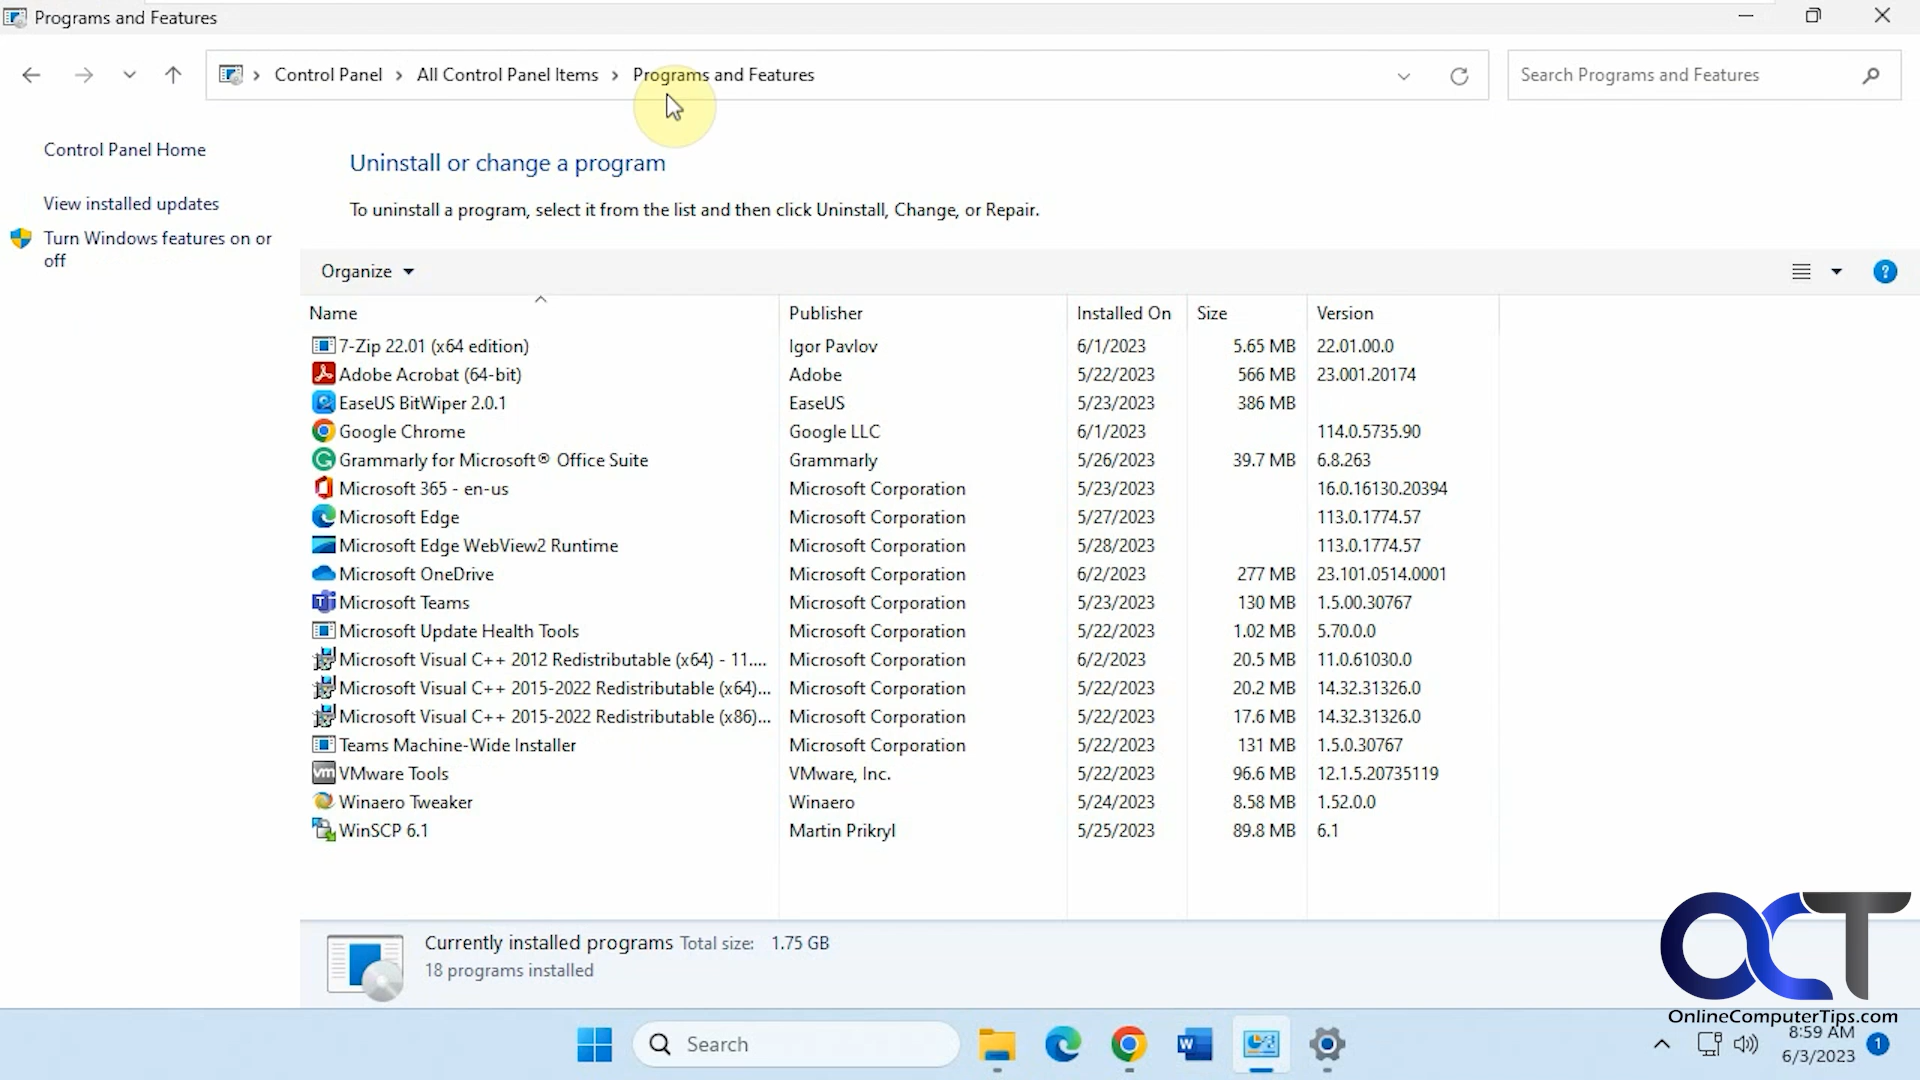 Programs and Features
Control Panel > All Control Panel Items > Programs and Features
Search Programs and Features
Control Panel Home
View installed updates
Turn Windows features on or
off
Uninstall or change a program
To uninstall a program, select it from the list and then click Uninstall, Change, or Repair.
Organize
Name Publisher Installed On Size Version
7-Zip 22.01 (x64 edition) Igor Pavlov 6/1/2023 5.65 MB 22.01.00.0
Adobe Acrobat (64-bit) Adobe 5/22/2023 566 MB 23.001.20174
EaseUS BitWiper 2.0.1 EaseUS 5/23/2023 386 MB
Google Chrome Google LLC 6/1/2023 114.0.5735.90
Grammarly for Microsoft® Office Suite Grammarly 5/26/2023 39.7 MB 6.8.263
Microsoft 365 - en-us Microsoft Corporation 5/23/2023 16.0.16130.20394
Microsoft Edge Microsoft Corporation 5/27/2023 113.0.1774.57
Microsoft Edge WebView2 Runtime Microsoft Corporation 5/28/2023 113.0.1774.57
Microsoft OneDrive Microsoft Corporation 6/2/2023 277 MB 23.101.0514.0001
Microsoft Teams Microsoft Corporation 5/23/2023 130 MB 1.5.00.30767
Microsoft Update Health Tools Microsoft Corporation 5/22/2023 1.02 MB 5.70.0.0
Microsoft Visual C++ 2012 Redistributable (x64) - 11.... Microsoft Corporation 6/2/2023 20.5 MB 11.0.61030.0
Microsoft Visual C++ 2015-2022 Redistributable (x64)... Microsoft Corporation 5/22/2023 20.2 MB 14.32.31326.0
Microsoft Visual C++ 2015-2022 Redistributable (x86)... Microsoft Corporation 5/22/2023 17.6 MB 14.32.31326.0
Teams Machine-Wide Installer Microsoft Corporation 5/22/2023 131 MB 1.5.0.30767
vm VMware Tools VMware, Inc. 5/22/2023 96.6 MB 12.1.5.20735119
Winaero Tweaker Winaero 5/24/2023 8.58 MB 1.52.0.0
WinSCP 6.1 Martin Prikryl 5/25/2023 89.8 MB 6.1
Currently installed programs Total size: 1.75 GB
18 programs installed
OCT
OnlineComputerTips.com
Search
8:59 AM
6/3/2023
1